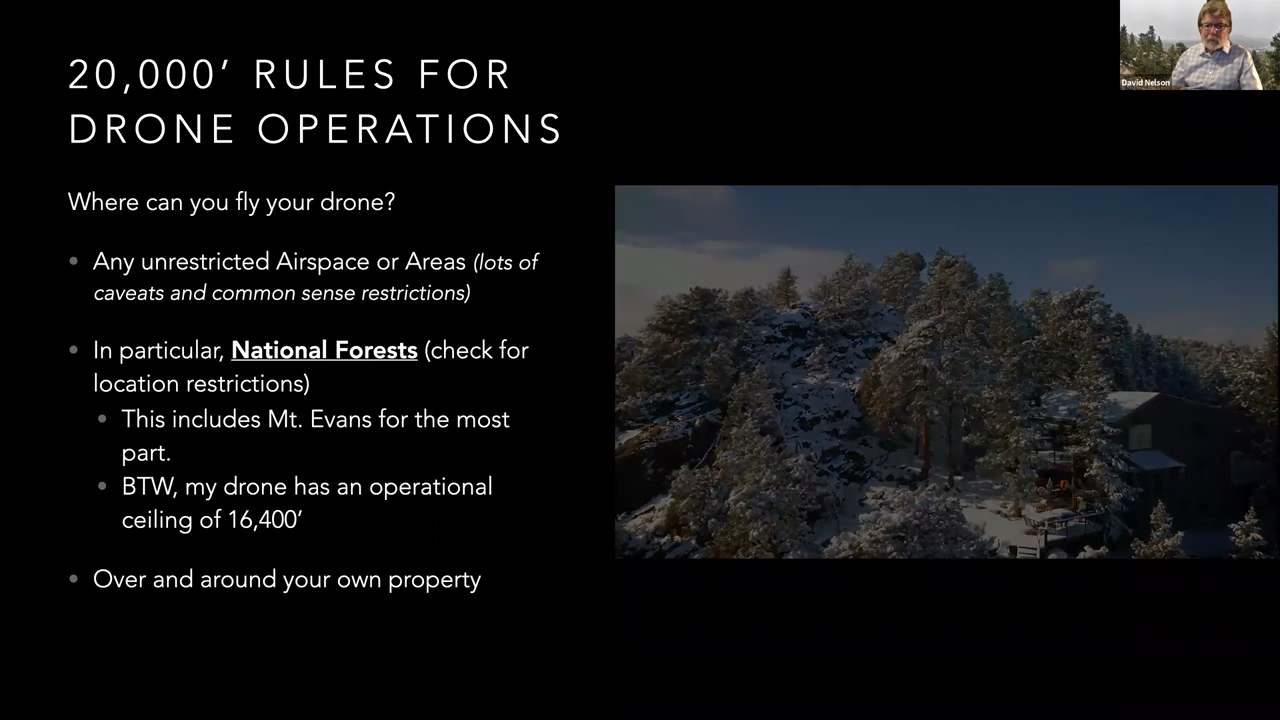 20,000’ RULES FOR
DRONE OPERATIONS
David Nelson
Where can you fly your drone?
• Any unrestricted Airspace or Areas (lots of
caveats and common sense restrictions)
• In particular, National Forests (check for
location restrictions)
• This includes Mt. Evans for the most
part.
• BTW, my drone has an operational
ceiling of 16,400’
• Over and around your own property